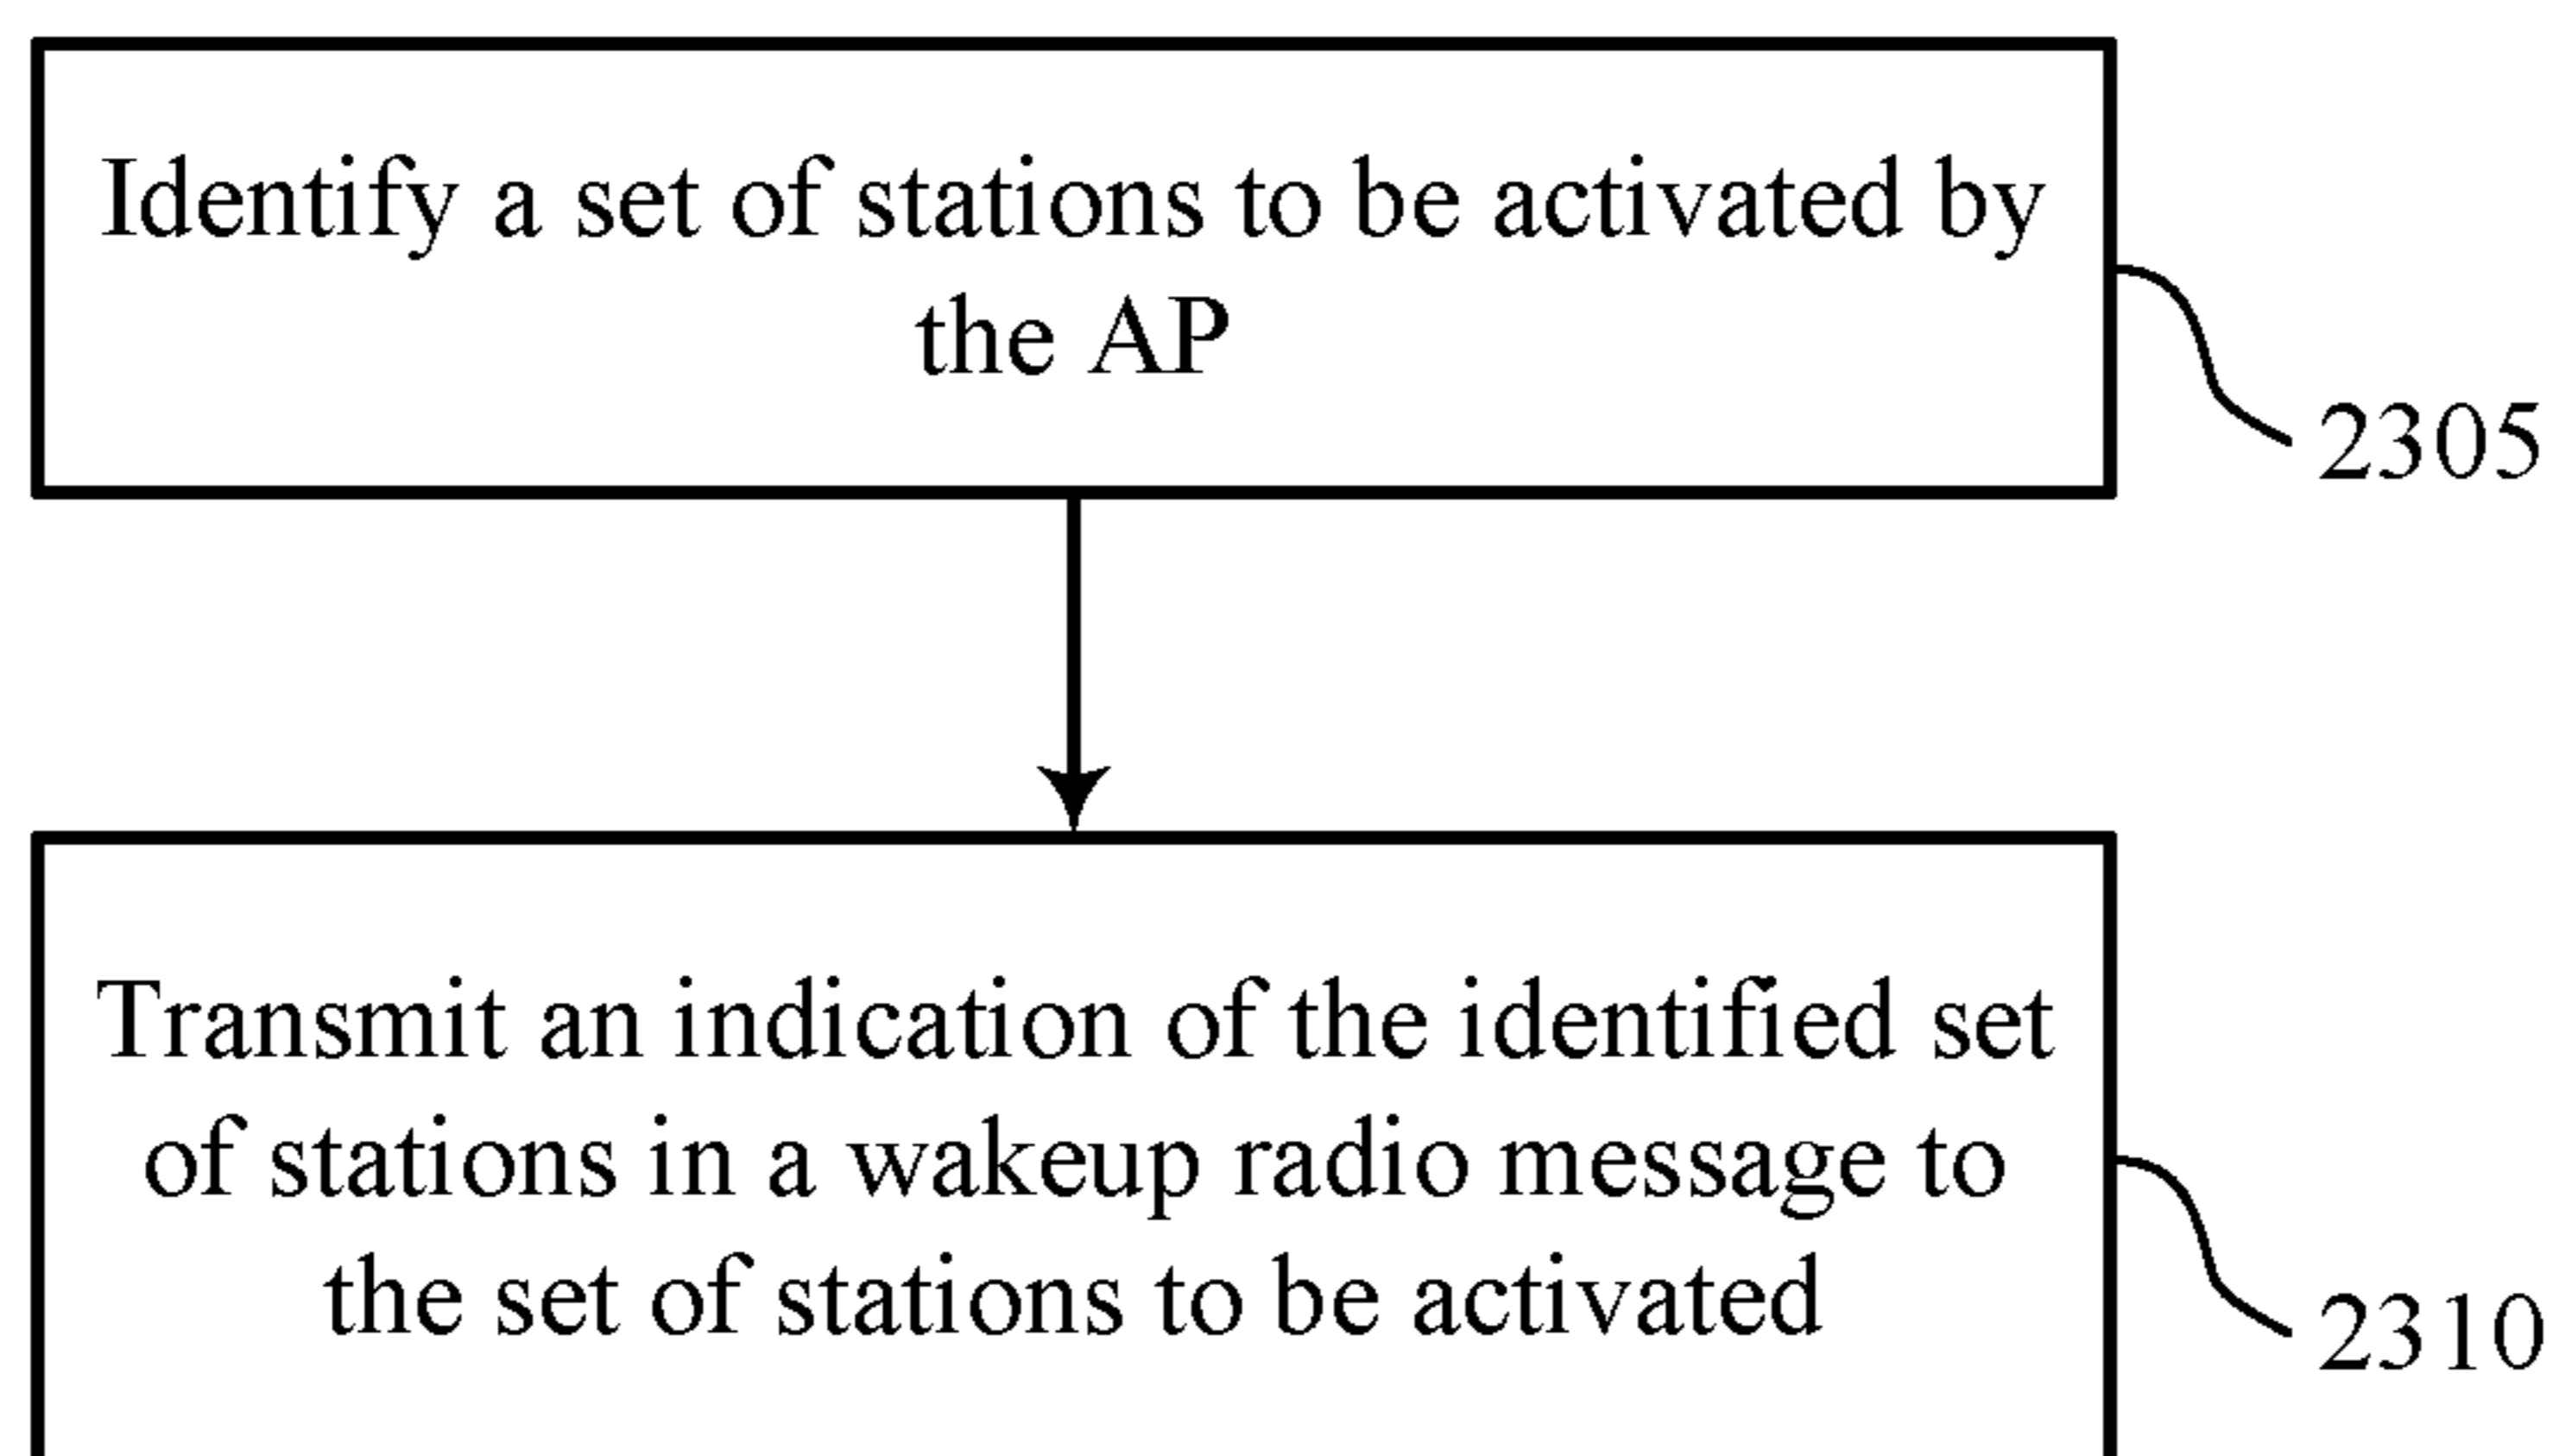 Identify a set of stations to be activated by
the AP
2305
Transmit an indication of the identified set
of stations in a wakeup radio message to
the set of stations to be activated
2310